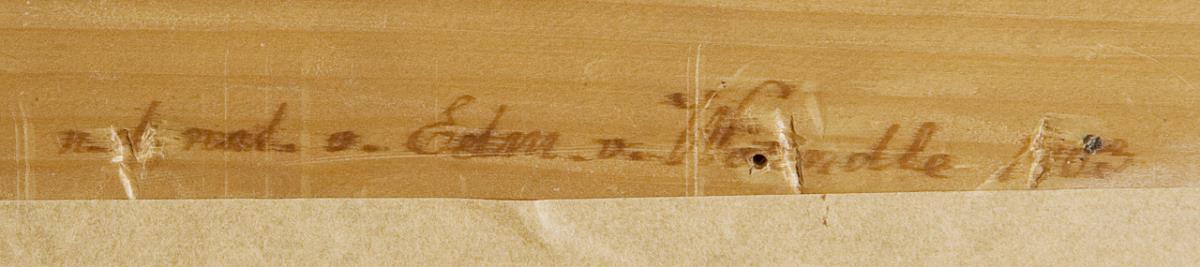 n. d. nat. v. Edm. v. Wörndle